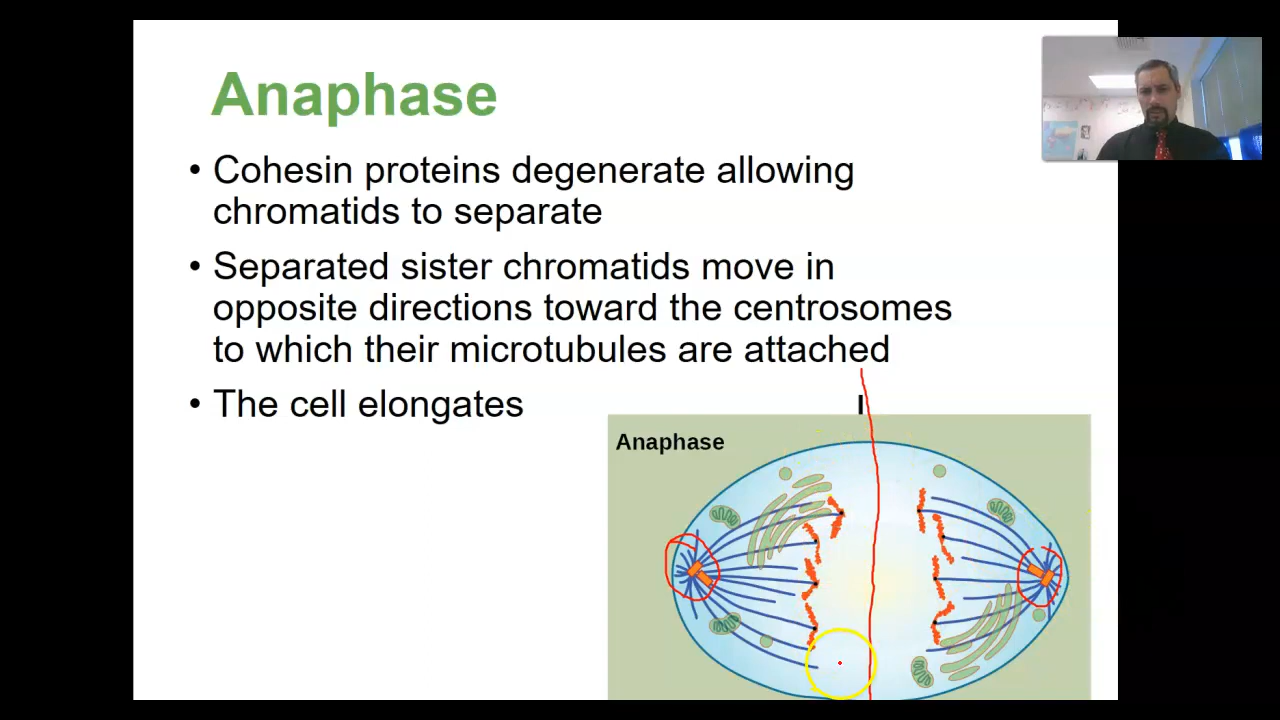 Anaphase
• Cohesin proteins degenerate allowing
chromatids to separate
• Separated sister chromatids move in
opposite directions toward the centrosomes
to which their microtubules are attached
• The cell elongates
Anaphase